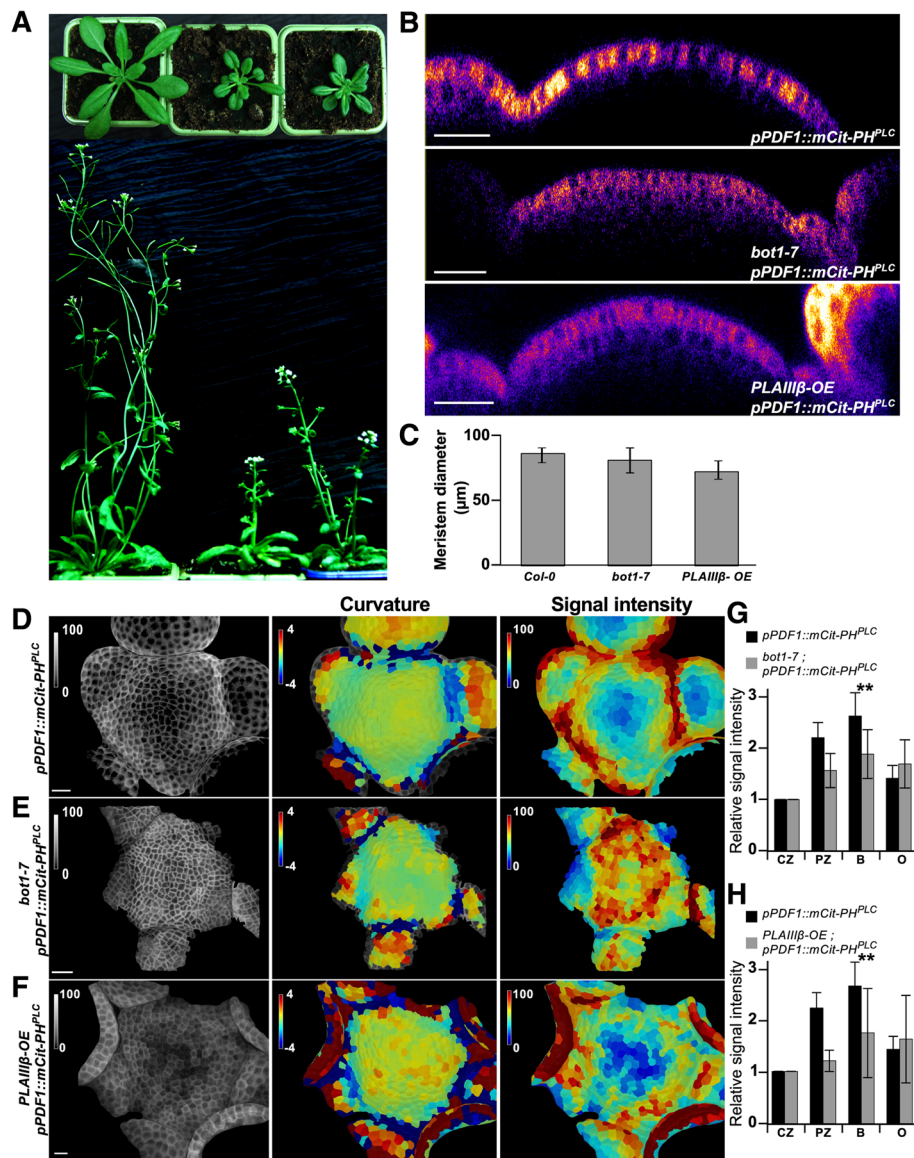 A
B
pPDF1::mCit-PH^PLC
bot1-7
pPDF1::mCit-PH^PLC
PLAIIIβ-OE
pPDF1::mCit-PH^PLC
C
Meristem diameter
(µm)
100
50
0
Col-0 bot1-7 PLAIIIβ- OE
Curvature Signal intensity
D
pPDF1::mCit-PH^PLC
100
0
4
-4
100
0
E
bot1-7
pPDF1::mCit-PH^PLC
100
0
4
-4
100
0
F
PLAIIIβ-OE
pPDF1::mCit-PH^PLC
100
0
4
-4
100
0
G
pPDF1::mCit-PH^PLC
bot1-7 ;
pPDF1::mCit-PH^PLC
**
Relative signal intensity
3
2
1
0
CZ PZ B O
H
pPDF1::mCit-PH^PLC
PLAIIIβ-OE ;
pPDF1::mCit-PH^PLC
**
Relative signal intensity
3
2
1
0
CZ PZ B O